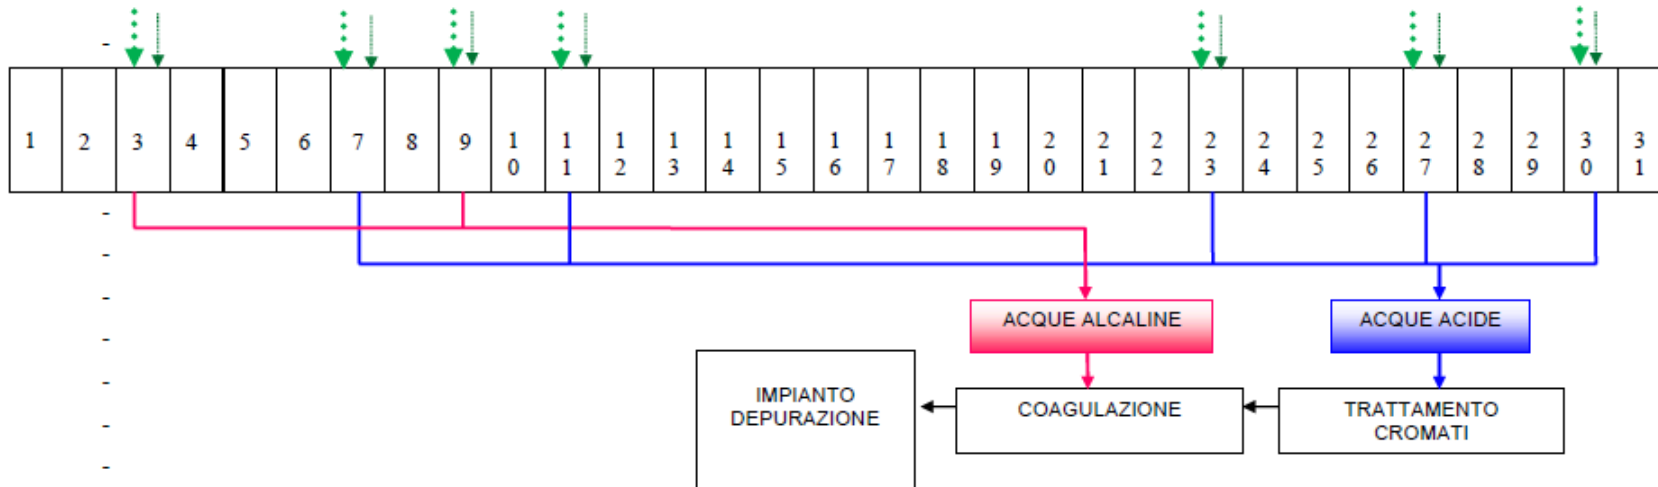 -
1 2 3 4 5 6 7 8 9 10 11 12 13 14 15 16 17 18 19 20 21 22 23 24 25 26 27 28 29 30 31
-
-
-
-
-
-
-
ACQUE ALCALINE
ACQUE ACIDE
IMPIANTO
DEPURAZIONE
COAGULAZIONE
TRATTAMENTO
CROMATI